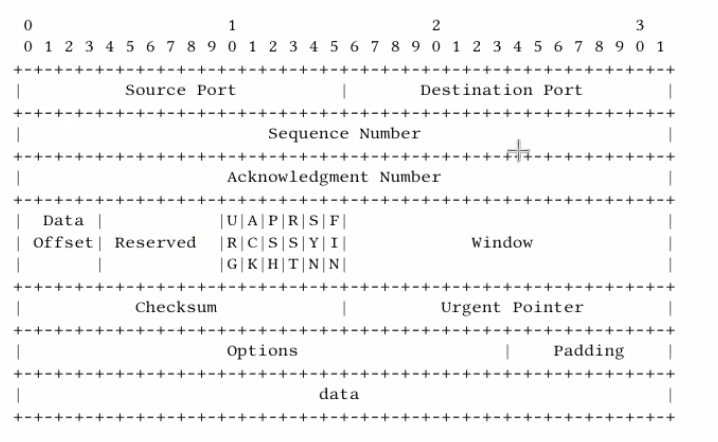 0                   1                   2                   3
 0 1 2 3 4 5 6 7 8 9 0 1 2 3 4 5 6 7 8 9 0 1 2 3 4 5 6 7 8 9 0 1
+-+-+-+-+-+-+-+-+-+-+-+-+-+-+-+-+-+-+-+-+-+-+-+-+-+-+-+-+-+-+-+-+
|          Source Port          |       Destination Port        |
+-+-+-+-+-+-+-+-+-+-+-+-+-+-+-+-+-+-+-+-+-+-+-+-+-+-+-+-+-+-+-+-+
|                        Sequence Number                        |
+-+-+-+-+-+-+-+-+-+-+-+-+-+-+-+-+-+-+-+-+-+-+-+-+-+-+-+-+-+-+-+-+
|                    Acknowledgment Number                      |
+-+-+-+-+-+-+-+-+-+-+-+-+-+-+-+-+-+-+-+-+-+-+-+-+-+-+-+-+-+-+-+-+
|  Data |           |U|A|P|R|S|F|                               |
| Offset| Reserved  |R|C|S|S|Y|I|            Window             |
|       |           |G|K|H|T|N|N|                               |
+-+-+-+-+-+-+-+-+-+-+-+-+-+-+-+-+-+-+-+-+-+-+-+-+-+-+-+-+-+-+-+-+
|           Checksum            |         Urgent Pointer        |
+-+-+-+-+-+-+-+-+-+-+-+-+-+-+-+-+-+-+-+-+-+-+-+-+-+-+-+-+-+-+-+-+
|                    Options                    |    Padding    |
+-+-+-+-+-+-+-+-+-+-+-+-+-+-+-+-+-+-+-+-+-+-+-+-+-+-+-+-+-+-+-+-+
|                             data                              |
+-+-+-+-+-+-+-+-+-+-+-+-+-+-+-+-+-+-+-+-+-+-+-+-+-+-+-+-+-+-+-+-+